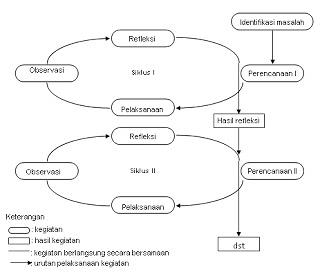 Identifikasi masalah
Refleksi
Observasi
Siklus I
Perencanaan I
Pelaksanaan
Hasil refleksi
Refleksi
Observasi
Siklus II
Perencanaan II
Pelaksanaan
dst
Keterangan
: kegiatan
: hasil kegiatan
: kegiatan berlangsung secara bersamaan
: urutan pelaksanaan kegiatan